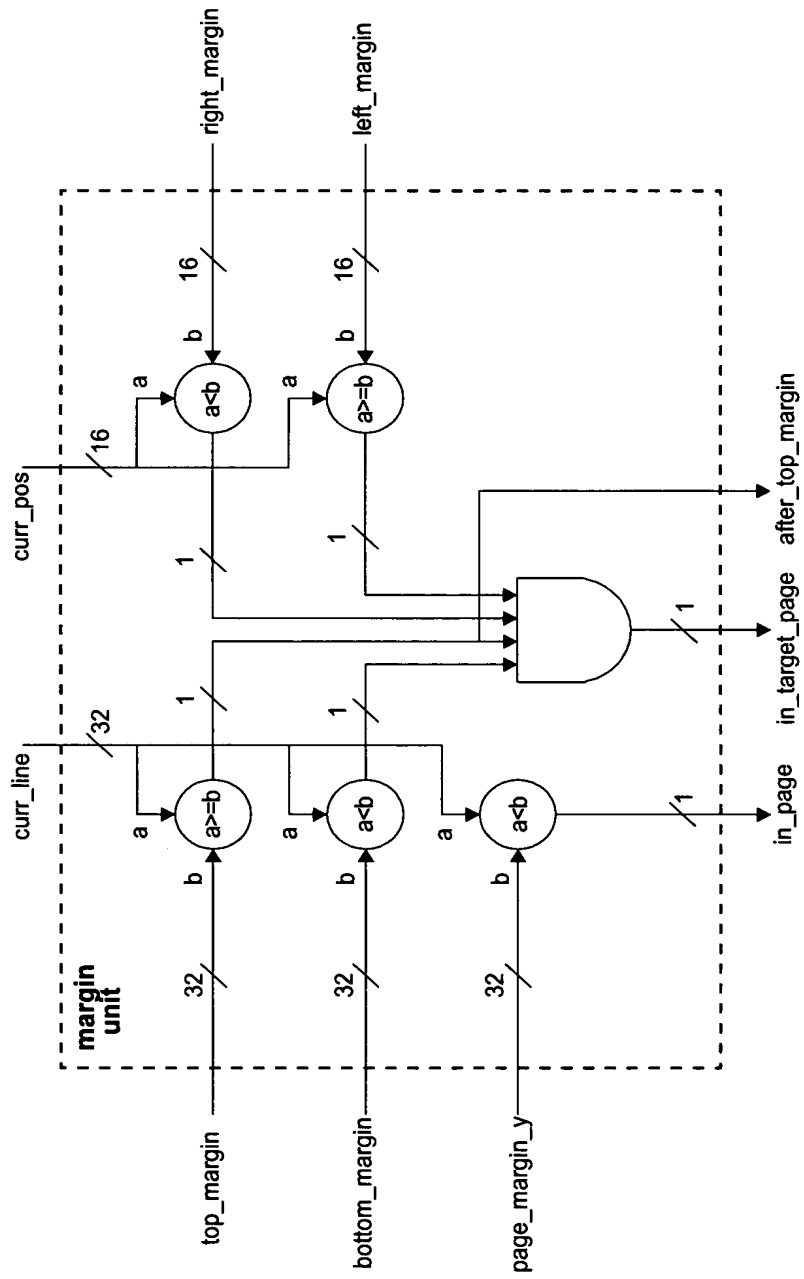 curr_line
curr_pos
margin
unit
32
16
top_margin
32
b
a
a>=b
1
1
a
a<b
b
16
right_margin
bottom_margin
32
b
a
a<b
1
1
a
a>=b
b
16
left_margin
page_margin_y
32
b
a
a<b
1
1
in_page
in_target_page
after_top_margin